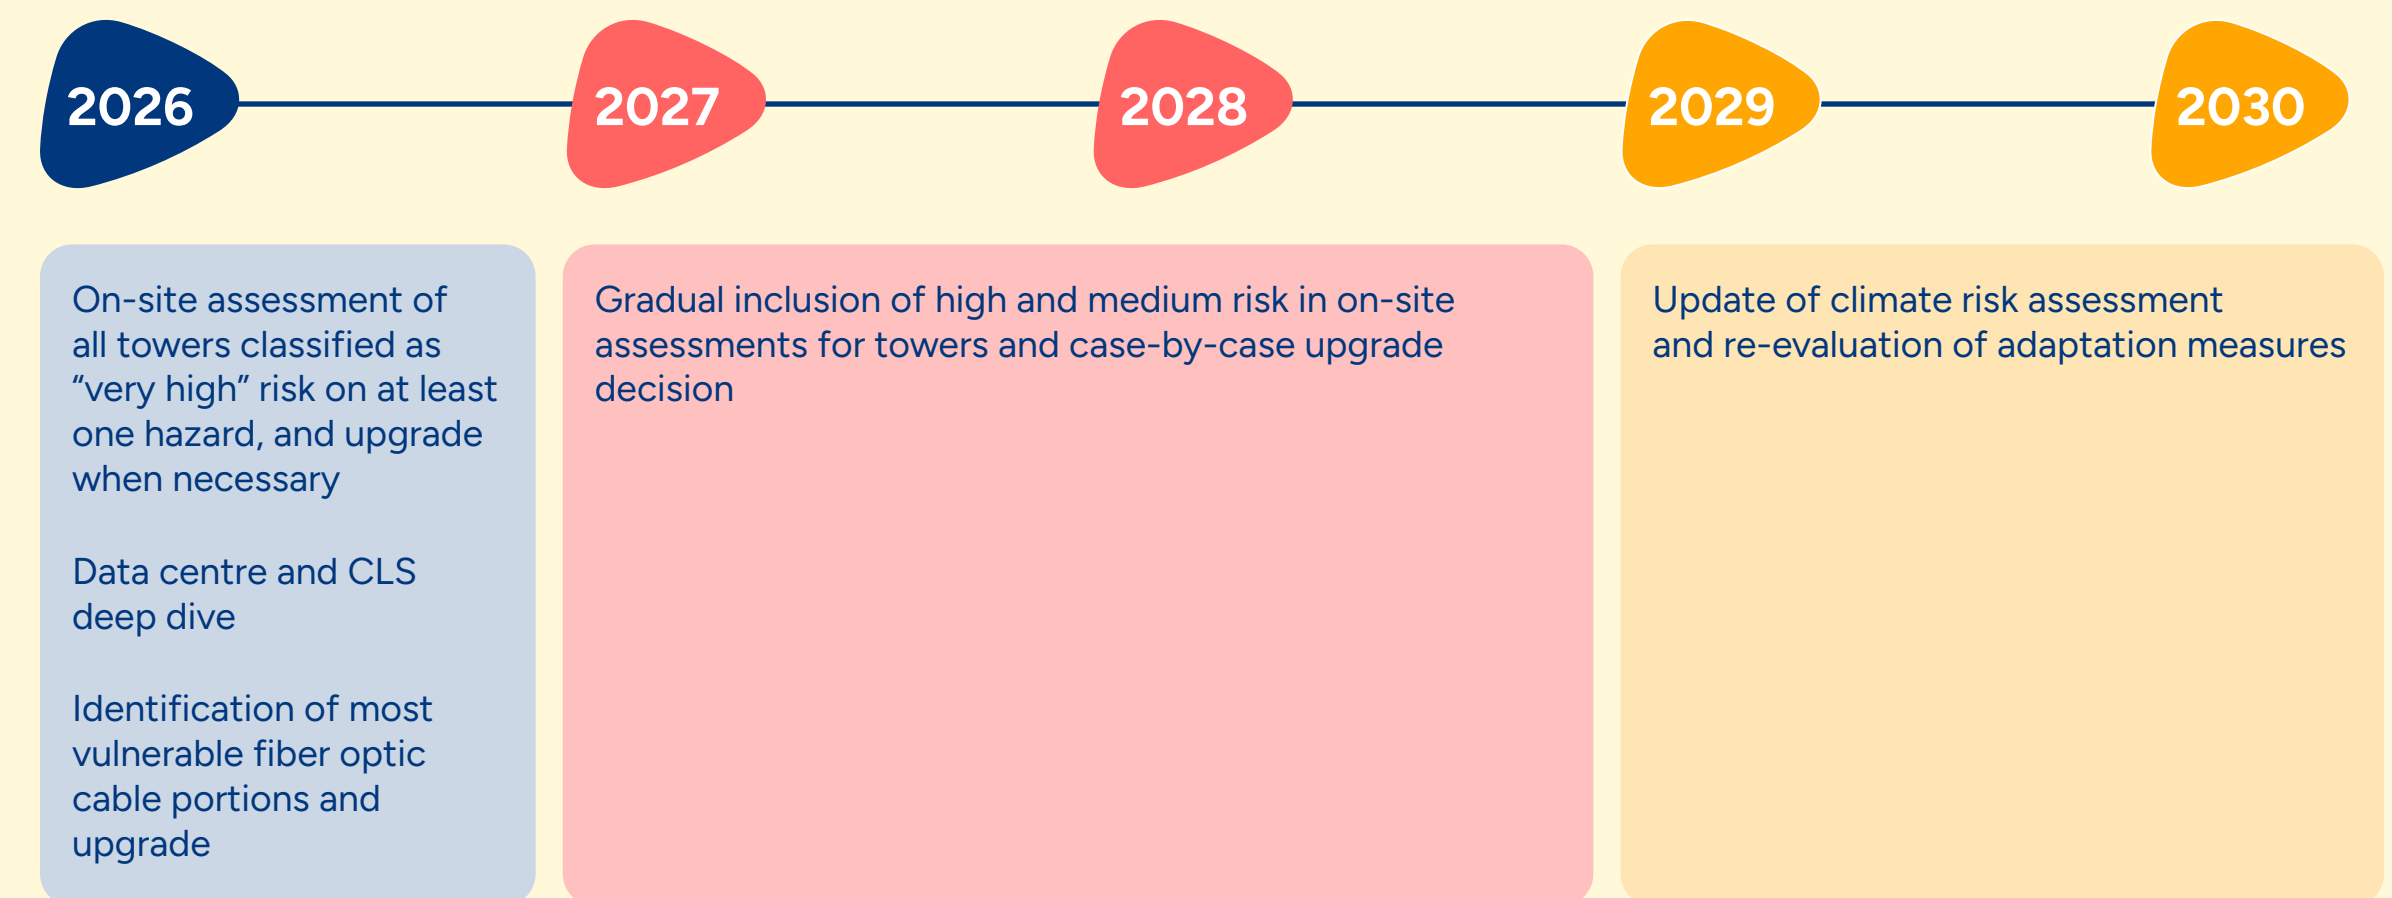 2026
2027
2028
2029
2030
On-site assessment of
all towers classified as
“very high” risk on at least
one hazard, and upgrade
when necessary
Data centre and CLS
deep dive
Identification of most
vulnerable fiber optic
cable portions and
upgrade
Gradual inclusion of high and medium risk in on-site
assessments for towers and case-by-case upgrade
decision
Update of climate risk assessment
and re-evaluation of adaptation measures